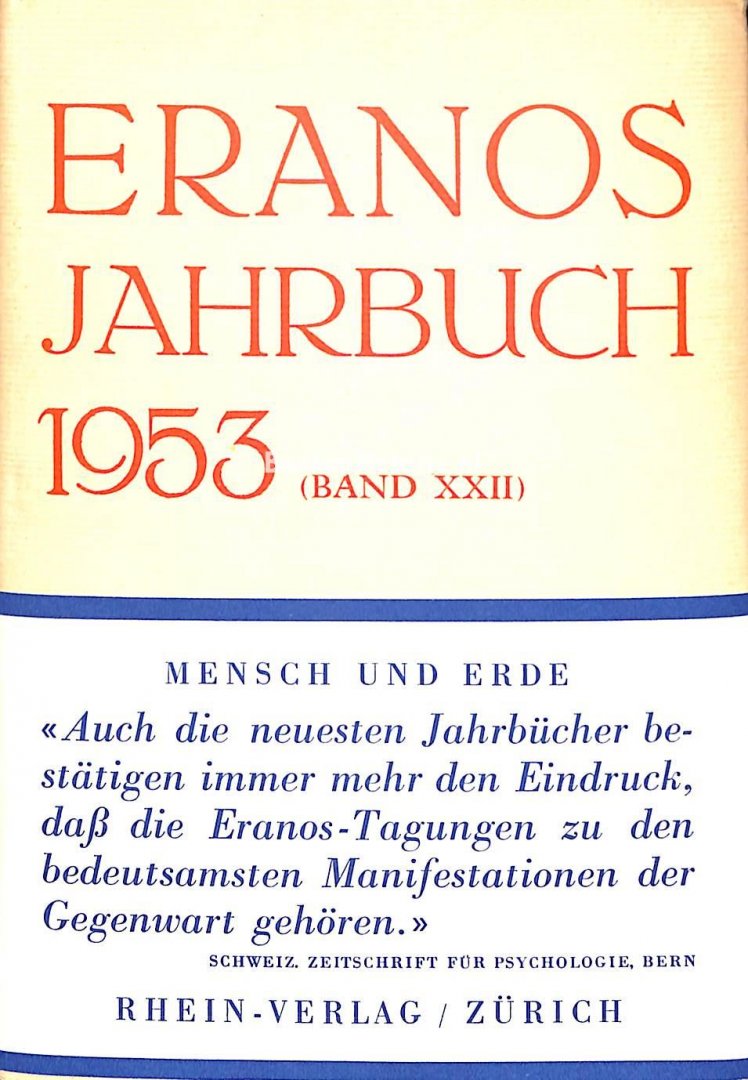 ERANOS
JAHRBUCH
1953 (BAND XXII)
MENSCH UND ERDE
«Auch die neuesten Jahrbücher be-
stätigen immer mehr den Eindruck,
daß die Eranos-Tagungen zu den
bedeutsamsten Manifestationen der
Gegenwart gehören.»
SCHWEIZ. ZEITSCHRIFT FÜR PSYCHOLOGIE, BERN
RHEIN-VERLAG / ZÜRICH